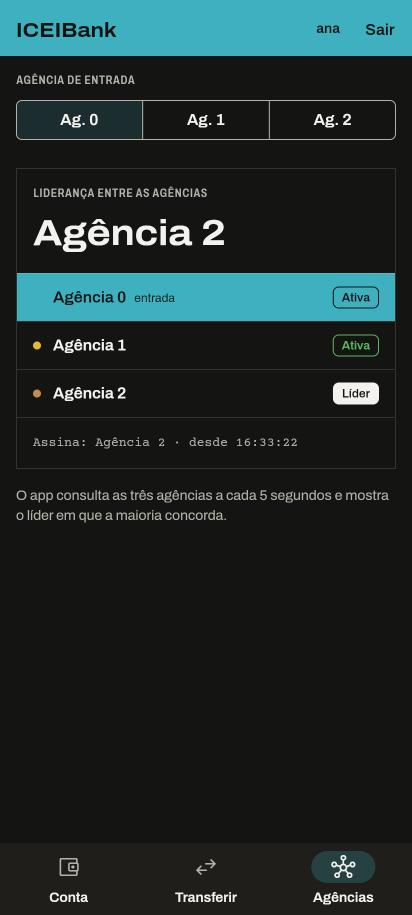 ICEIBank
ana
Sair
AGÊNCIA DE ENTRADA
Ag. 0
Ag. 1
Ag. 2
LIDERANÇA ENTRE AS AGÊNCIAS
Agência 2
Agência 0 entrada Ativa
Agência 1 Ativa
Agência 2 Líder
Assina: Agência 2 · desde 16:33:22
O app consulta as três agências a cada 5 segundos e mostra
o líder em que a maioria concorda.
Conta
Transferir
Agências